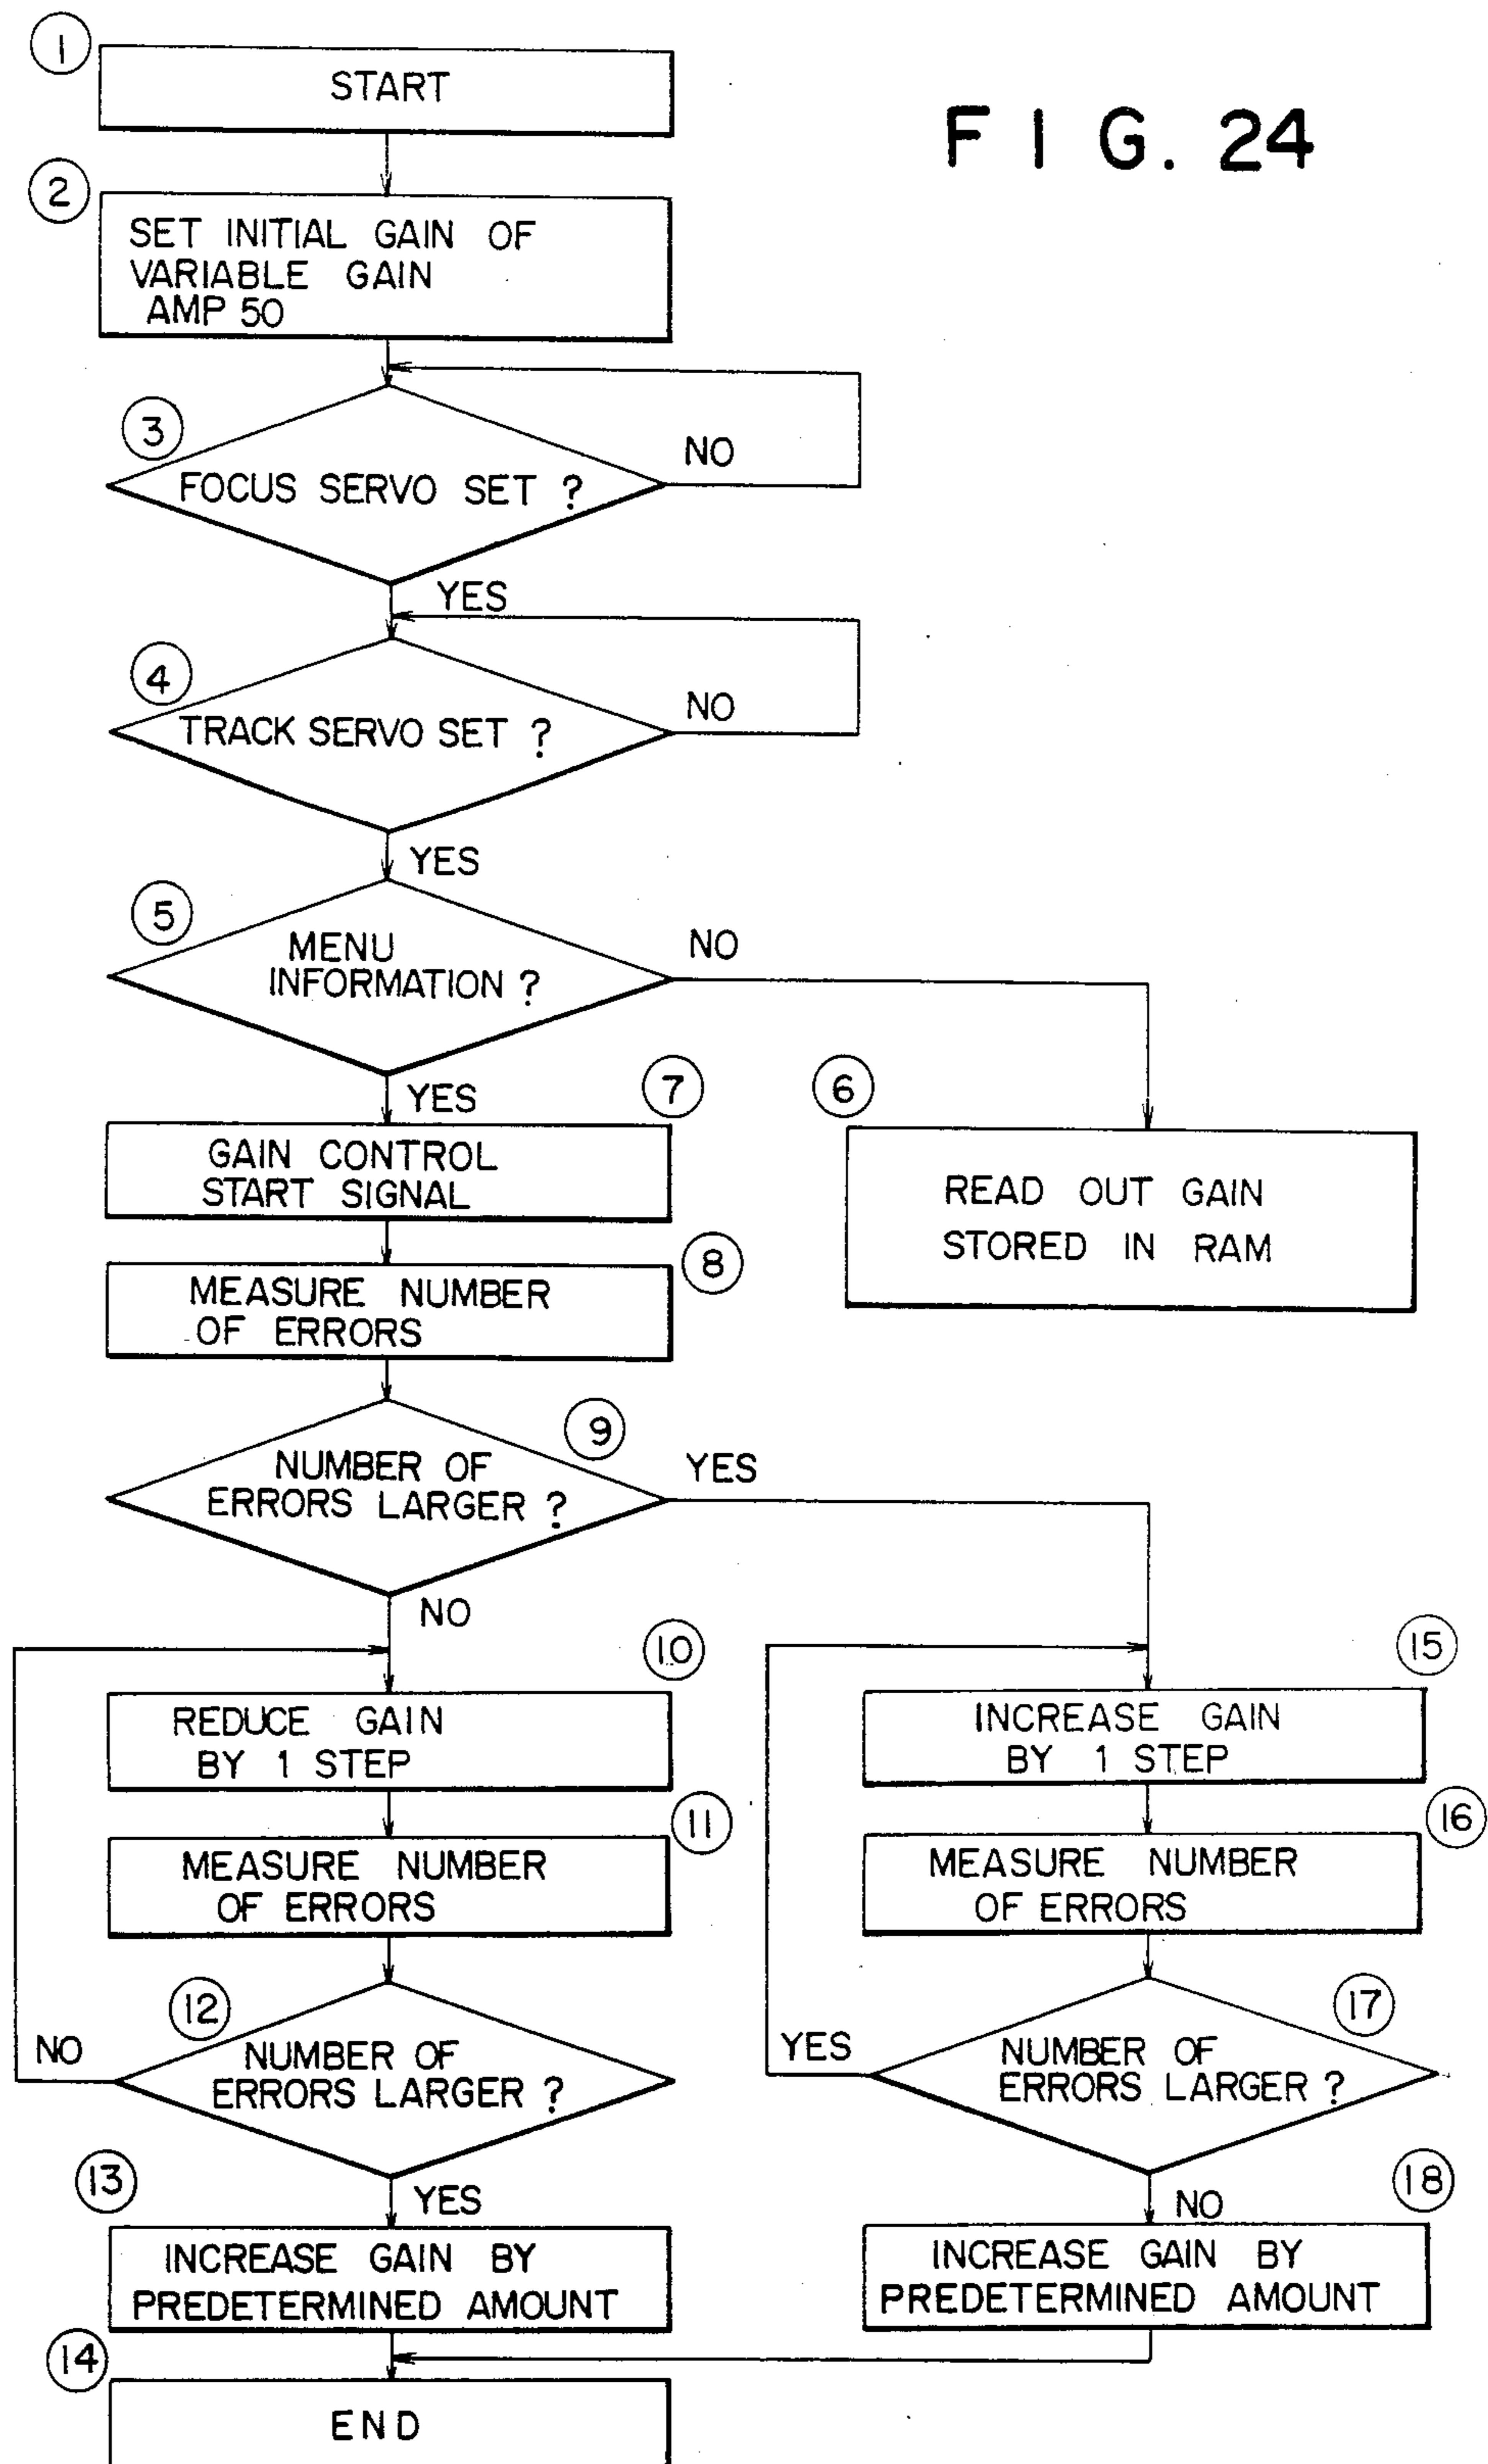 1
START
FIG. 24
2
SET INITIAL GAIN OF
VARIABLE GAIN
AMP 50
3
FOCUS SERVO SET ?
NO
YES
4
TRACK SERVO SET ?
NO
YES
5
MENU
INFORMATION ?
NO
YES
7
GAIN CONTROL
START SIGNAL
6
READ OUT GAIN
STORED IN RAM
8
MEASURE NUMBER
OF ERRORS
9
NUMBER OF
ERRORS LARGER ?
YES
NO
10
REDUCE GAIN
BY 1 STEP
11
MEASURE NUMBER
OF ERRORS
12
NUMBER OF
ERRORS LARGER ?
NO
YES
13
INCREASE GAIN BY
PREDETERMINED AMOUNT
14
END
15
INCREASE GAIN
BY 1 STEP
16
MEASURE NUMBER
OF ERRORS
17
NUMBER OF
ERRORS LARGER ?
YES
NO
18
INCREASE GAIN BY
PREDETERMINED AMOUNT